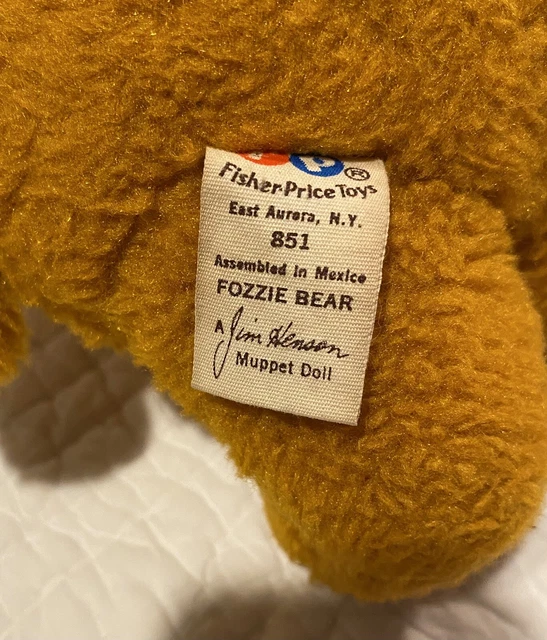 Fisher-Price Toys
East Aurora, N.Y.
851
Assembled in Mexico
FOZZIE BEAR
A Jim Henson
Muppet Doll